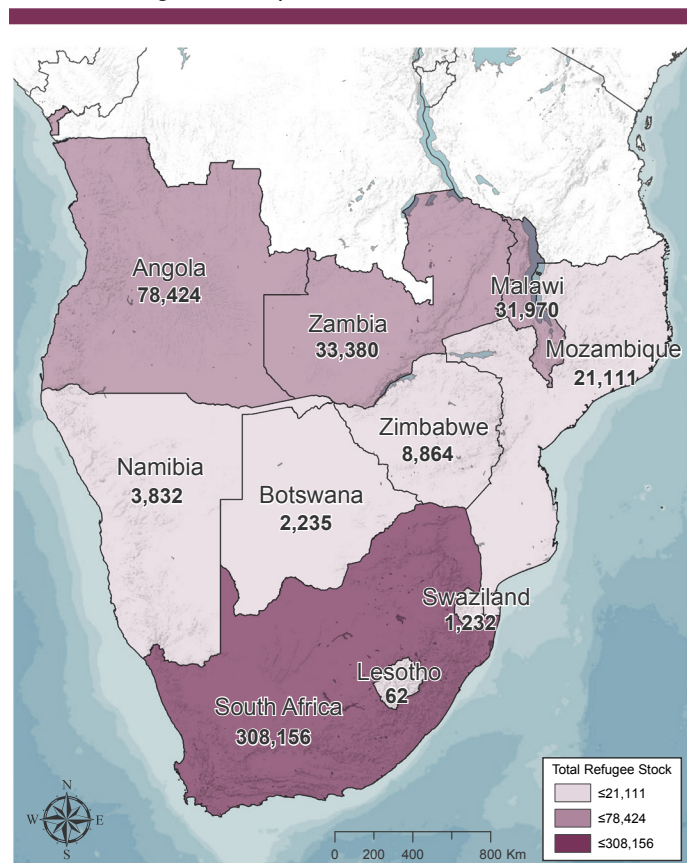 Angola
78,424
Zambia
33,380
Malawi
31,970
Mozambique
21,111
Zimbabwe
8,864
Namibia
3,832
Botswana
2,235
Swaziland
1,232
Lesotho
62
South Africa
308,156
Total Refugee Stock
≤21,111
≤78,424
≤308,156
N
W E
S
0 200 400 800 Km